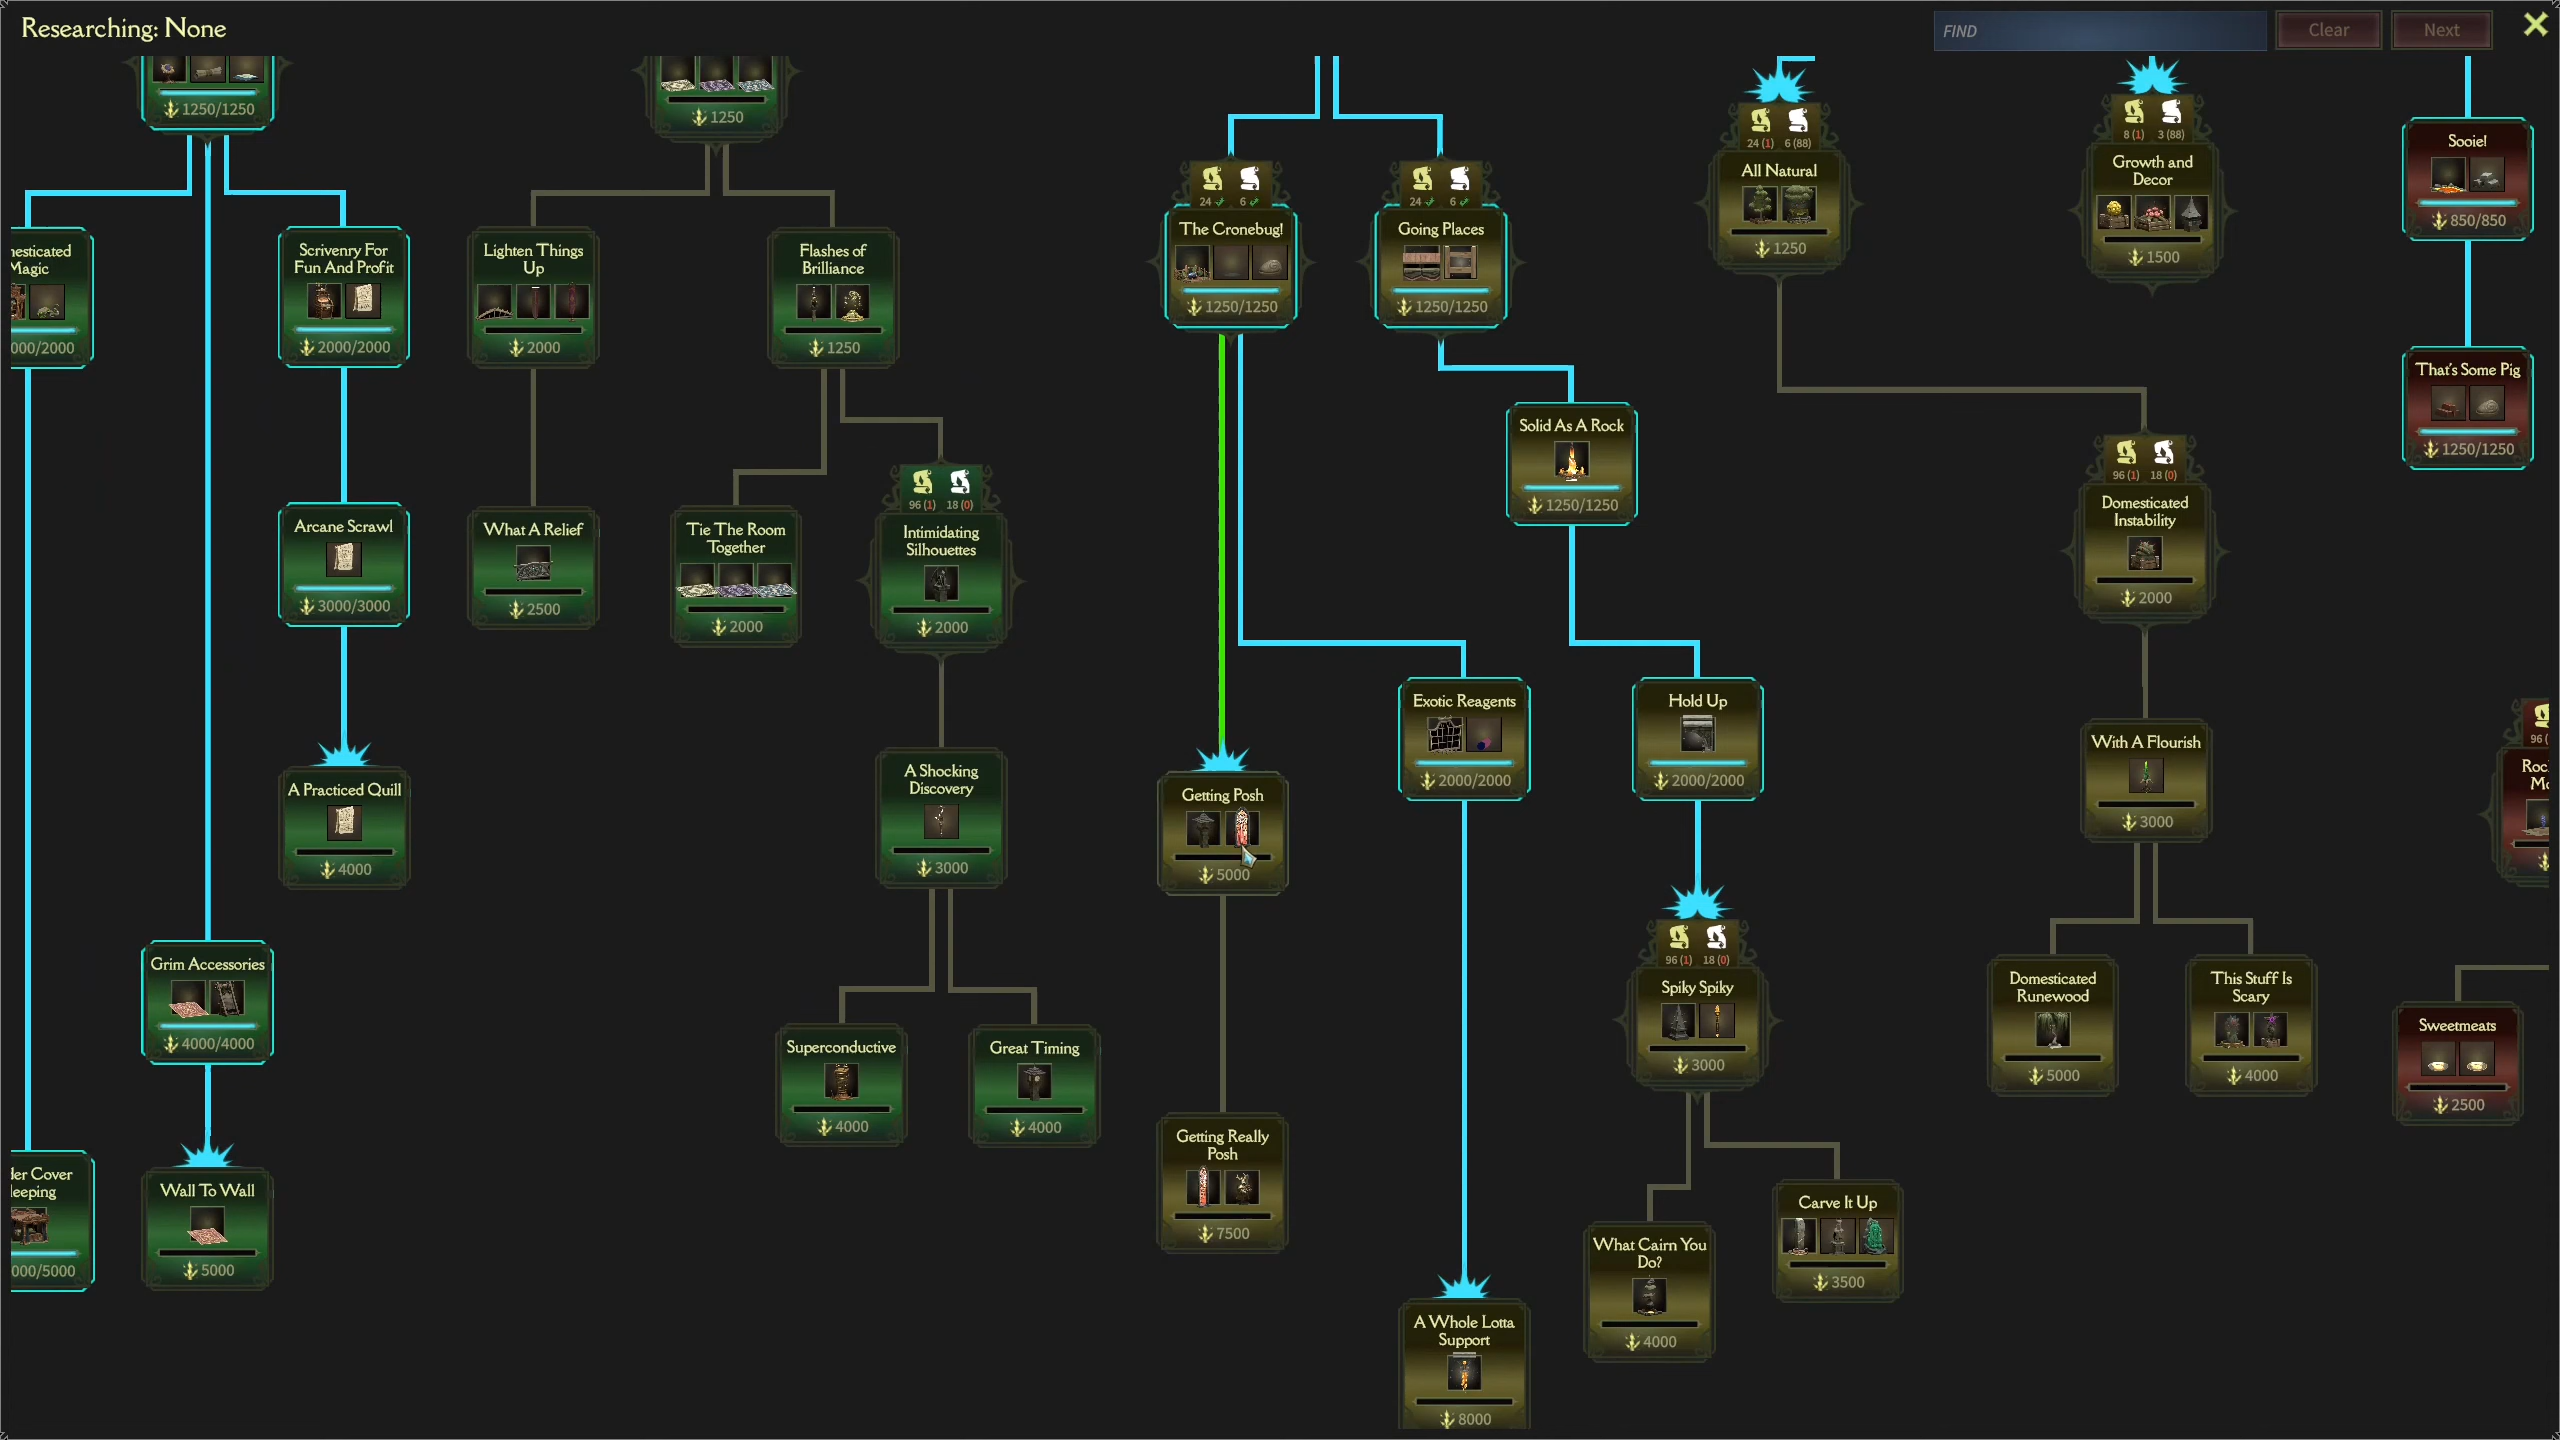 Researching: None
FIND
Clear
Next
1250/1250
1250
24 (1) 6 (88)
All Natural
1250
8 (1) 3 (88)
Growth and
Decor
1500
Sooie!
850/850
24 6
The Cronebug!
1250/1250
24 6
Going Places
1250/1250
Scrivenry For
Fun And Profit
2000/2000
Lighten Things
Up
2000
Flashes of
Brilliance
1250
Magic
That's Some Pig
1250/1250
Solid As A Rock
1250/1250
96 (1) 18 (0)
Domesticated
Instability
2000
Arcane Scrawl
3000/3000
What A Relief
2500
Tie The Room
Together
2000
96 (1) 18 (0)
Intimidating
Silhouettes
2000
Exotic Reagents
2000/2000
Hold Up
2000/2000
With A Flourish
3000
A Practiced Quill
4000
A Shocking
Discovery
3000
Getting Posh
5000
Grim Accessories
4000/4000
96 (1) 18 (0)
Spiky Spiky
3000
Domesticated
Runewood
5000
This Stuff Is
Scary
4000
Sweetmeats
2500
Superconductive
4000
Great Timing
4000
Getting Really
Posh
7500
Wall To Wall
5000
What Cairn You
Do?
4000
Carve It Up
3500
A Whole Lotta
Support
8000